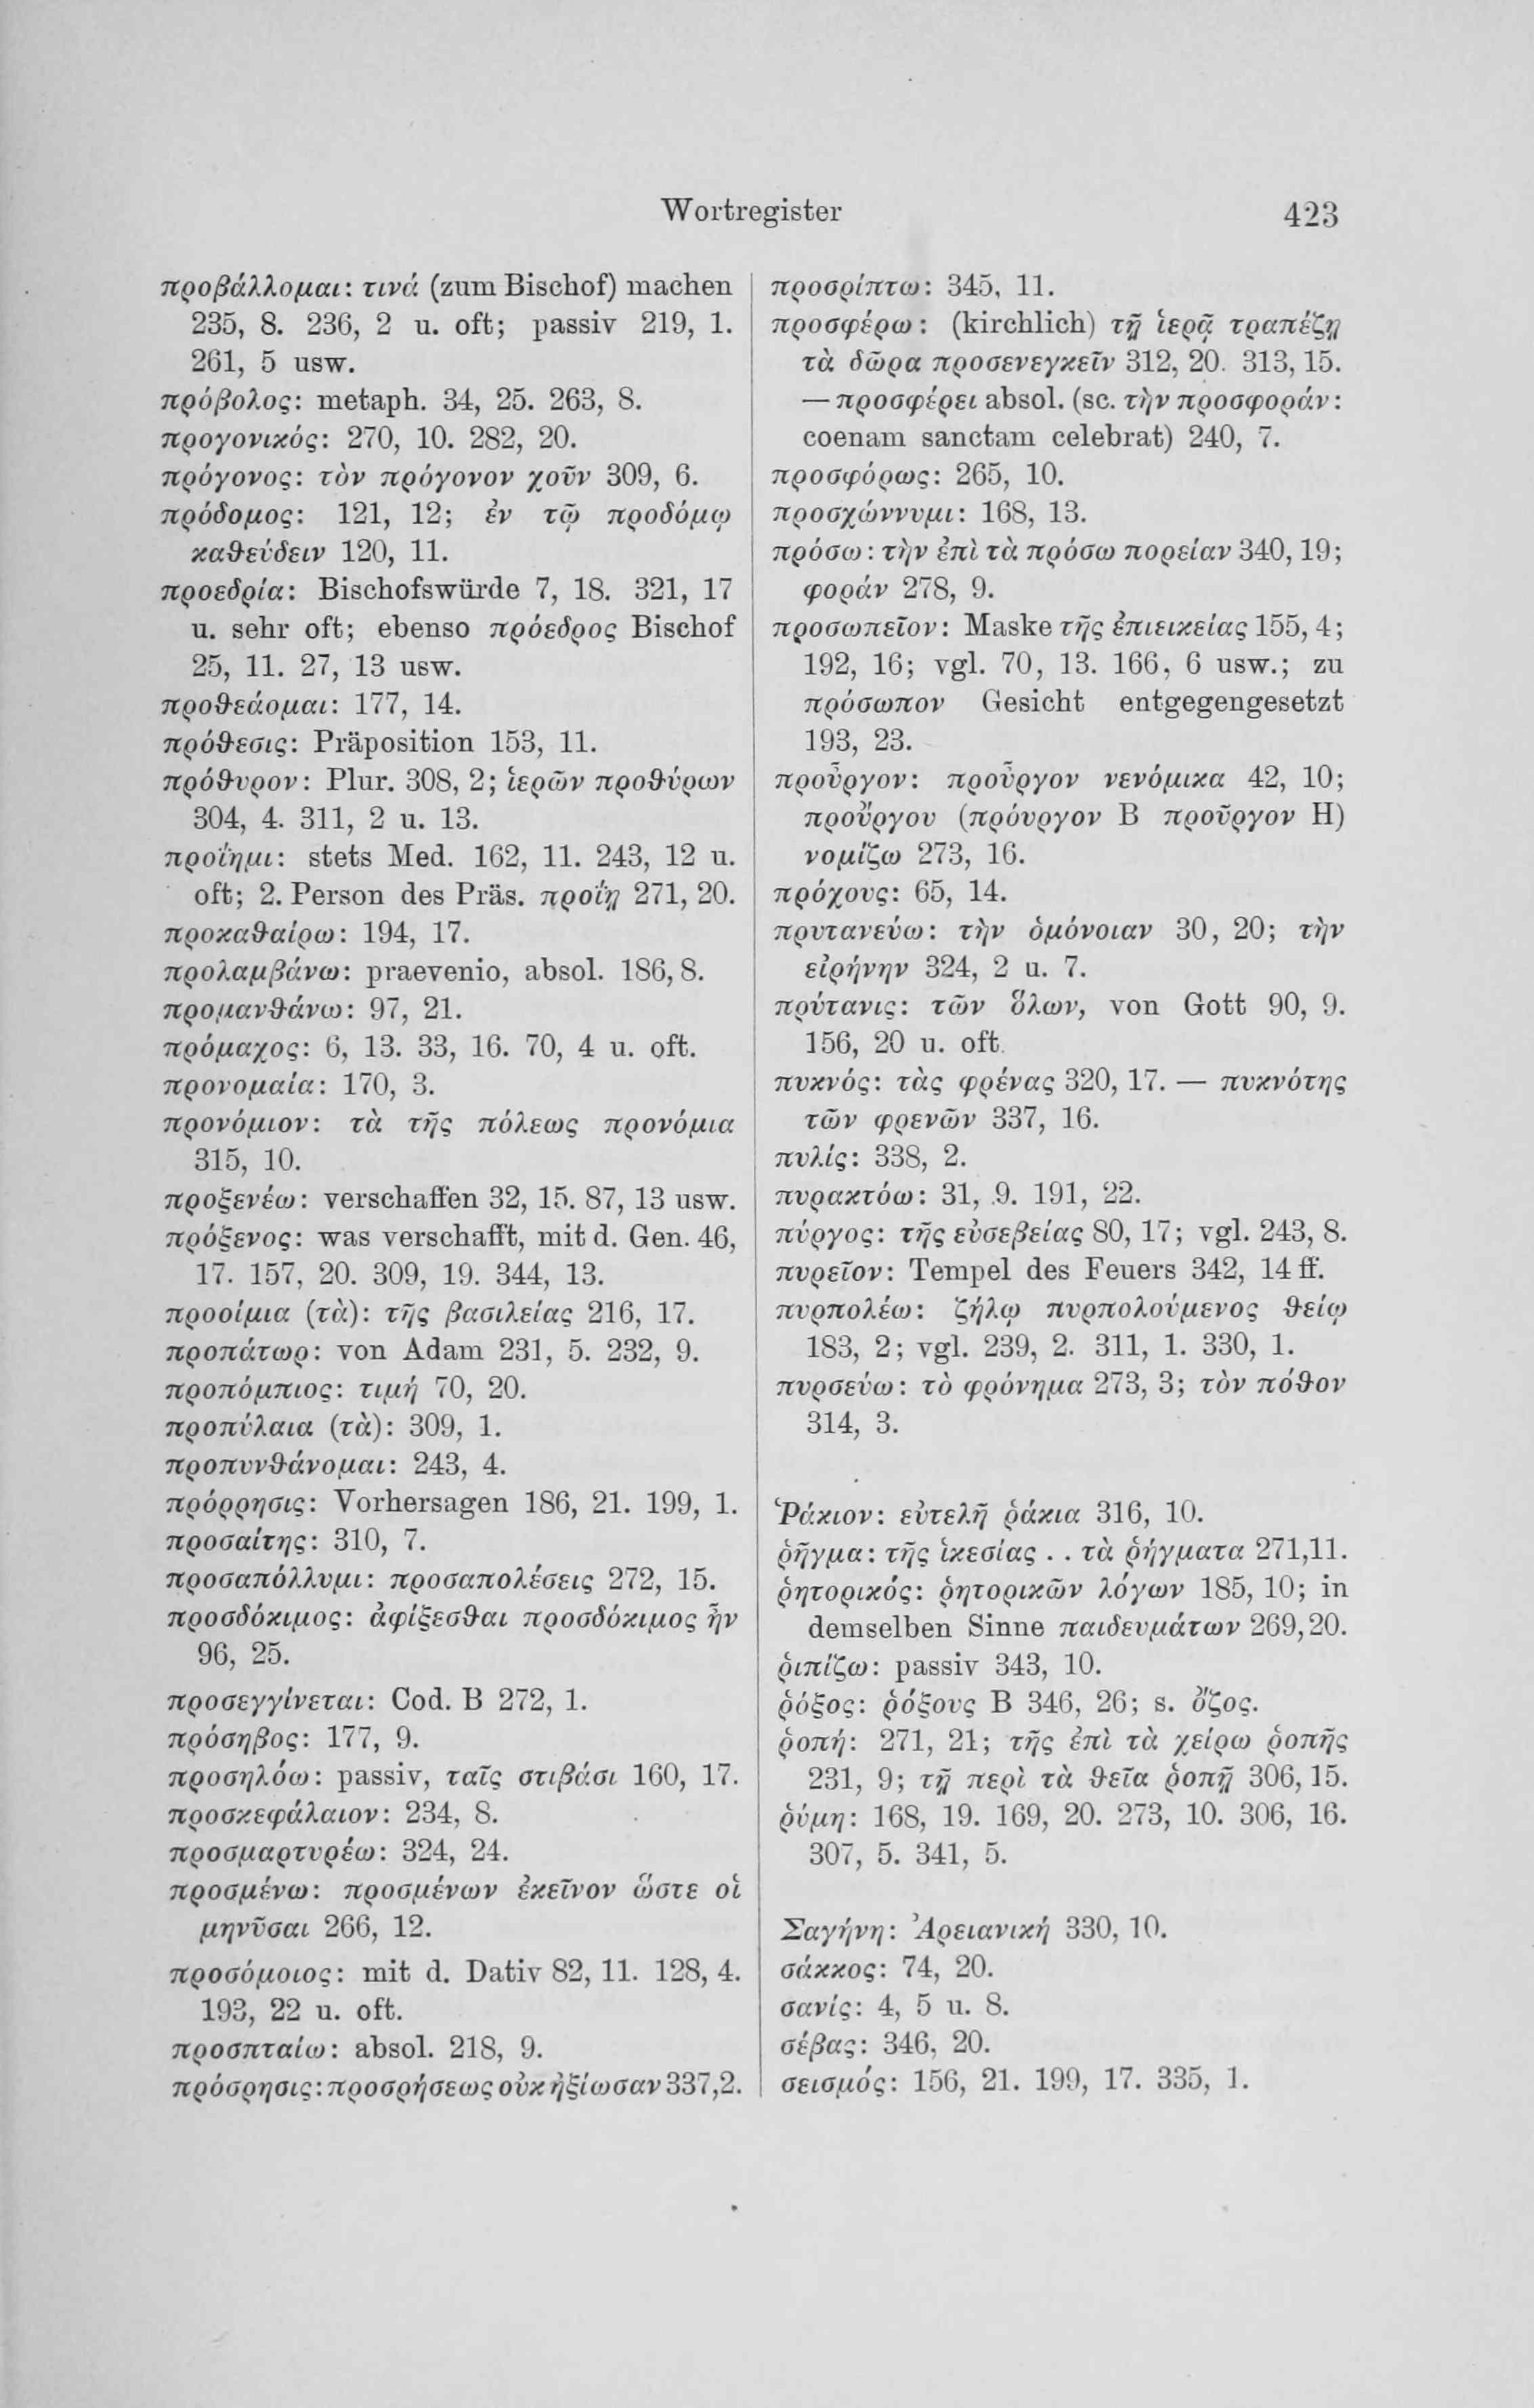 Wortregister 423
προβάλλομαι: τινά (zum Bischof) machen
235, 8. 236, 2 u. oft; passiv 219, 1.
261, 5 usw.
πρόβολος: metaph. 34, 25. 263, 8.
προγονικός: 270, 10. 282, 20.
πρόγονος: τὸν πρόγονον χοῦν 309, 6.
πρόδομος: 121, 12; ἐν τῷ προδόμῳ
καθεύδειν 120, 11.
προεδρία: Bischofswürde 7, 18. 321, 17
u. sehr oft; ebenso πρόεδρος Bischof
25, 11. 27, 13 usw.
προθεάομαι: 177, 14.
πρόθεσις: Präposition 153, 11.
πρόθυρον: Plur. 308, 2; ἱερῶν προθύρων
304, 4. 311, 2 u. 13.
προΐημι: stets Med. 162, 11. 243, 12 u.
oft; 2. Person des Präs. προΐῃ 271, 20.
προκαθαίρω: 194, 17.
προλαμβάνω: praevenio, absol. 186, 8.
προμανθάνω: 97, 21.
πρόμαχος: 6, 13. 33, 16. 70, 4 u. oft.
προνομαία: 170, 3.
προνόμιον: τὰ τῆς πόλεως προνόμια
315, 10.
προξενέω: verschaffen 32, 15. 87, 13 usw.
πρόξενος: was verschafft, mit d. Gen. 46,
17. 157, 20. 309, 19. 344, 13.
προοίμια (τὰ): τῆς βασιλείας 216, 17.
προπάτωρ: von Adam 231, 5. 232, 9.
προπόμπιος: τιμή 70, 20.
προπύλαια (τὰ): 309, 1.
προπυνθάνομαι: 243, 4.
πρόρρησις: Vorhersagen 186, 21. 199, 1.
προσαίτης: 310, 7.
προσαπόλλυμι: προσαπολέσεις 272, 15.
προσδόκιμος: ἀφίξεσθαι προσδόκιμος ἦν
96, 25.
προσεγγίνεται: Cod. B 272, 1.
πρόσηβος: 177, 9.
προσηλόω: passiv, ταῖς στιβάσι 160, 17.
προσκεφάλαιον: 234, 8.
προσμαρτυρέω: 324, 24.
προσμένω: προσμένων ἐκεῖνον ὥστε οἱ
μηνῦσαι 266, 12.
προσόμοιος: mit d. Dativ 82, 11. 128, 4.
193, 22 u. oft.
προσπταίω: absol. 218, 9.
πρόσρησις: προσρήσεως οὐκ ἠξίωσαν 337, 2.
προσρίπτω: 345, 11.
προσφέρω: (kirchlich) τῇ ἱερᾷ τραπέζῃ
τὰ δῶρα προσενεγκεῖν 312, 20. 313, 15.
— προσφέρει absol. (sc. τὴν προσφοράν:
coenam sanctam celebrat) 240, 7.
προσφόρως: 265, 10.
προσχώννυμι: 168, 13.
πρόσω: τὴν ἐπὶ τὰ πρόσω πορείαν 340, 19;
φοράν 278, 9.
προσωπεῖον: Maske τῆς ἐπιεικείας 155, 4;
192, 16; vgl. 70, 13. 166, 6 usw.; zu
πρόσωπον Gesicht entgegengesetzt
193, 23.
προὖργον: προὖργον νενόμικα 42, 10;
προὔργου (πρόυργον B προῦργον H)
νομίζω 273, 16.
πρόχους: 65, 14.
πρυτανεύω: τὴν ὁμόνοιαν 30, 20; τὴν
εἰρήνην 324, 2 u. 7.
πρύτανις: τῶν ὅλων, von Gott 90, 9.
156, 20 u. oft.
πυκνός: τὰς φρένας 320, 17. — πυκνότης
τῶν φρενῶν 337, 16.
πυλίς: 338, 2.
πυρακτόω: 31, 9. 191, 22.
πύργος: τῆς εὐσεβείας 80, 17; vgl. 243, 8.
πυρεῖον: Tempel des Feuers 342, 14 ff.
πυρπολέω: ζήλῳ πυρπολούμενος θείῳ
183, 2; vgl. 239, 2. 311, 1. 330, 1.
πυρσεύω: τὸ φρόνημα 273, 3; τὸν πόθον
314, 3.
Ῥάκιον: εὐτελῆ ῥάκια 316, 10.
ῥῆγμα: τῆς ἱκεσίας . . τὰ ῥήγματα 271, 11.
ῥητορικός: ῥητορικῶν λόγων 185, 10; in
demselben Sinne παιδευμάτων 269, 20.
ῥιπίζω: passiv 343, 10.
ῥόξος: ῥόξους B 346, 26; s. ὄζος.
ῥοπή: 271, 21; τῆς ἐπὶ τὰ χείρω ῥοπῆς
231, 9; τῇ περὶ τὰ θεῖα ῥοπῇ 306, 15.
ῥύμη: 168, 19. 169, 20. 273, 10. 306, 16.
307, 5. 341, 5.
Σαγήνη: Ἀρειανική 330, 10.
σάκκος: 74, 20.
σανίς: 4, 5 u. 8.
σέβας: 346, 20.
σεισμός: 156, 21. 199, 17. 335, 1.